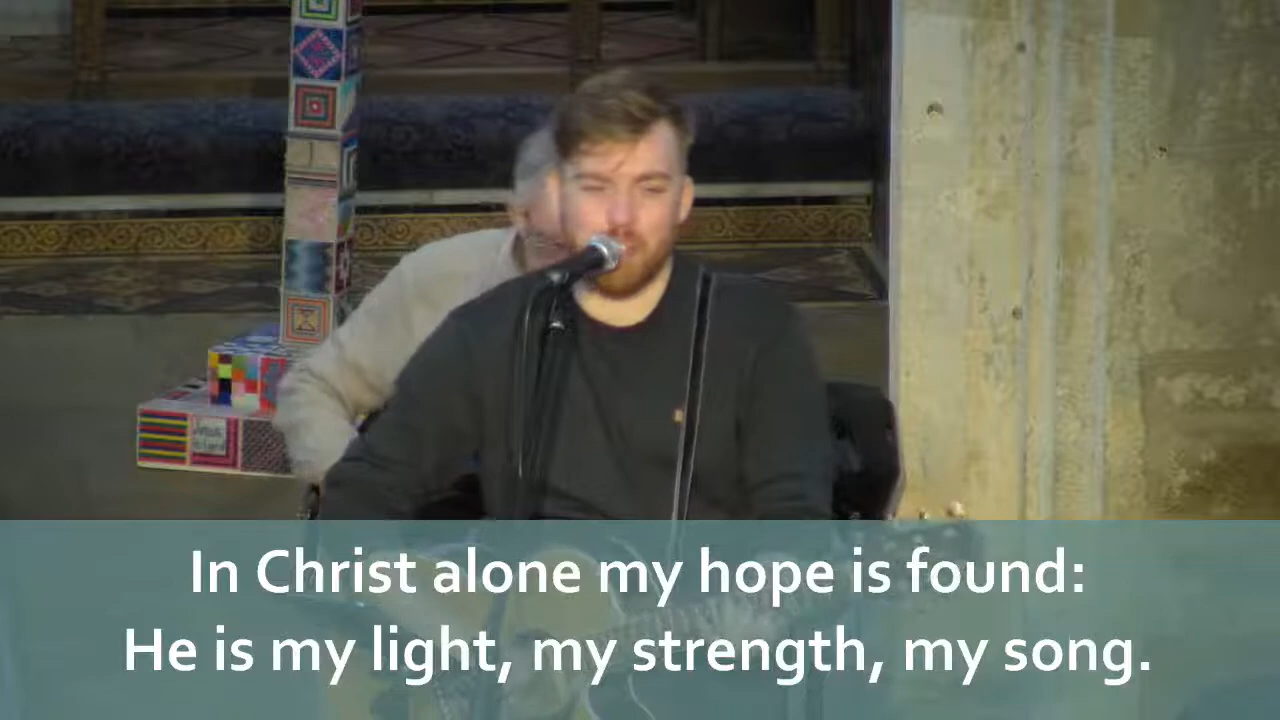 In Christ alone my hope is found:
He is my light, my strength, my song.